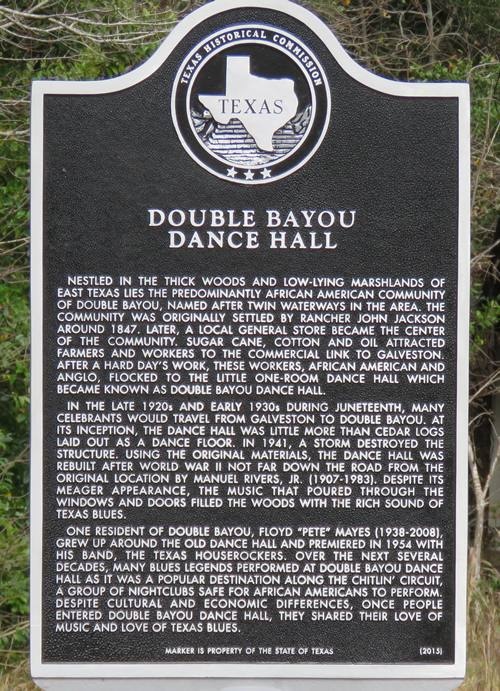 TEXAS HISTORICAL COMMISSION
TEXAS
DOUBLE BAYOU
DANCE HALL
NESTLED IN THE THICK WOODS AND LOW-LYING MARSHLANDS OF
EAST TEXAS LIES THE PREDOMINANTLY AFRICAN AMERICAN COMMUNITY
OF DOUBLE BAYOU, NAMED AFTER TWIN WATERWAYS IN THE AREA. THE
COMMUNITY WAS ORIGINALLY SETTLED BY RANCHER JOHN JACKSON
AROUND 1847. LATER, A LOCAL GENERAL STORE BECAME THE CENTER
OF THE COMMUNITY. SUGAR CANE, COTTON AND OIL ATTRACTED
FARMERS AND WORKERS TO THE COMMERCIAL LINK TO GALVESTON.
AFTER A HARD DAY'S WORK, THESE WORKERS, AFRICAN AMERICAN AND
ANGLO, FLOCKED TO THE LITTLE ONE-ROOM DANCE HALL WHICH
BECAME KNOWN AS DOUBLE BAYOU DANCE HALL.
IN THE LATE 1920s AND EARLY 1930s DURING JUNETEENTH, MANY
CELEBRANTS WOULD TRAVEL FROM GALVESTON TO DOUBLE BAYOU. AT
ITS INCEPTION, THE DANCE HALL WAS LITTLE MORE THAN CEDAR LOGS
LAID OUT AS A DANCE FLOOR. IN 1941, A STORM DESTROYED THE
STRUCTURE. USING THE ORIGINAL MATERIALS, THE DANCE HALL WAS
REBUILT AFTER WORLD WAR II NOT FAR DOWN THE ROAD FROM THE
ORIGINAL LOCATION BY MANUEL RIVERS, JR. (1907-1983). DESPITE ITS
MEAGER APPEARANCE, THE MUSIC THAT POURED THROUGH THE
WINDOWS AND DOORS FILLED THE WOODS WITH THE RICH SOUND OF
TEXAS BLUES.
ONE RESIDENT OF DOUBLE BAYOU, FLOYD "PETE" MAYES (1938-2008),
GREW UP AROUND THE OLD DANCE HALL AND PREMIERED IN 1954 WITH
HIS BAND, THE TEXAS HOUSEROCKERS. OVER THE NEXT SEVERAL
DECADES, MANY BLUES LEGENDS PERFORMED AT DOUBLE BAYOU DANCE
HALL AS IT WAS A POPULAR DESTINATION ALONG THE CHITLIN' CIRCUIT,
A GROUP OF NIGHTCLUBS SAFE FOR AFRICAN AMERICANS TO PERFORM.
DESPITE CULTURAL AND ECONOMIC DIFFERENCES, ONCE PEOPLE
ENTERED DOUBLE BAYOU DANCE HALL, THEY SHARED THEIR LOVE OF
MUSIC AND LOVE OF TEXAS BLUES.
MARKER IS PROPERTY OF THE STATE OF TEXAS (2015)